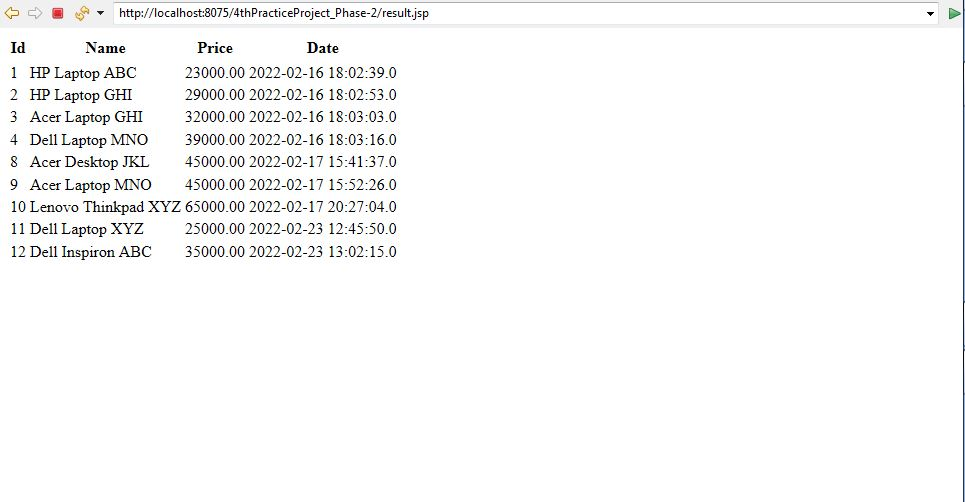 http://localhost:8075/4thPracticeProject_Phase-2/result.jsp
Id Name Price Date
1 HP Laptop ABC 23000.00 2022-02-16 18:02:39.0
2 HP Laptop GHI 29000.00 2022-02-16 18:02:53.0
3 Acer Laptop GHI 32000.00 2022-02-16 18:03:03.0
4 Dell Laptop MNO 39000.00 2022-02-16 18:03:16.0
8 Acer Desktop JKL 45000.00 2022-02-17 15:41:37.0
9 Acer Laptop MNO 45000.00 2022-02-17 15:52:26.0
10 Lenovo Thinkpad XYZ 65000.00 2022-02-17 20:27:04.0
11 Dell Laptop XYZ 25000.00 2022-02-23 12:45:50.0
12 Dell Inspiron ABC 35000.00 2022-02-23 13:02:15.0